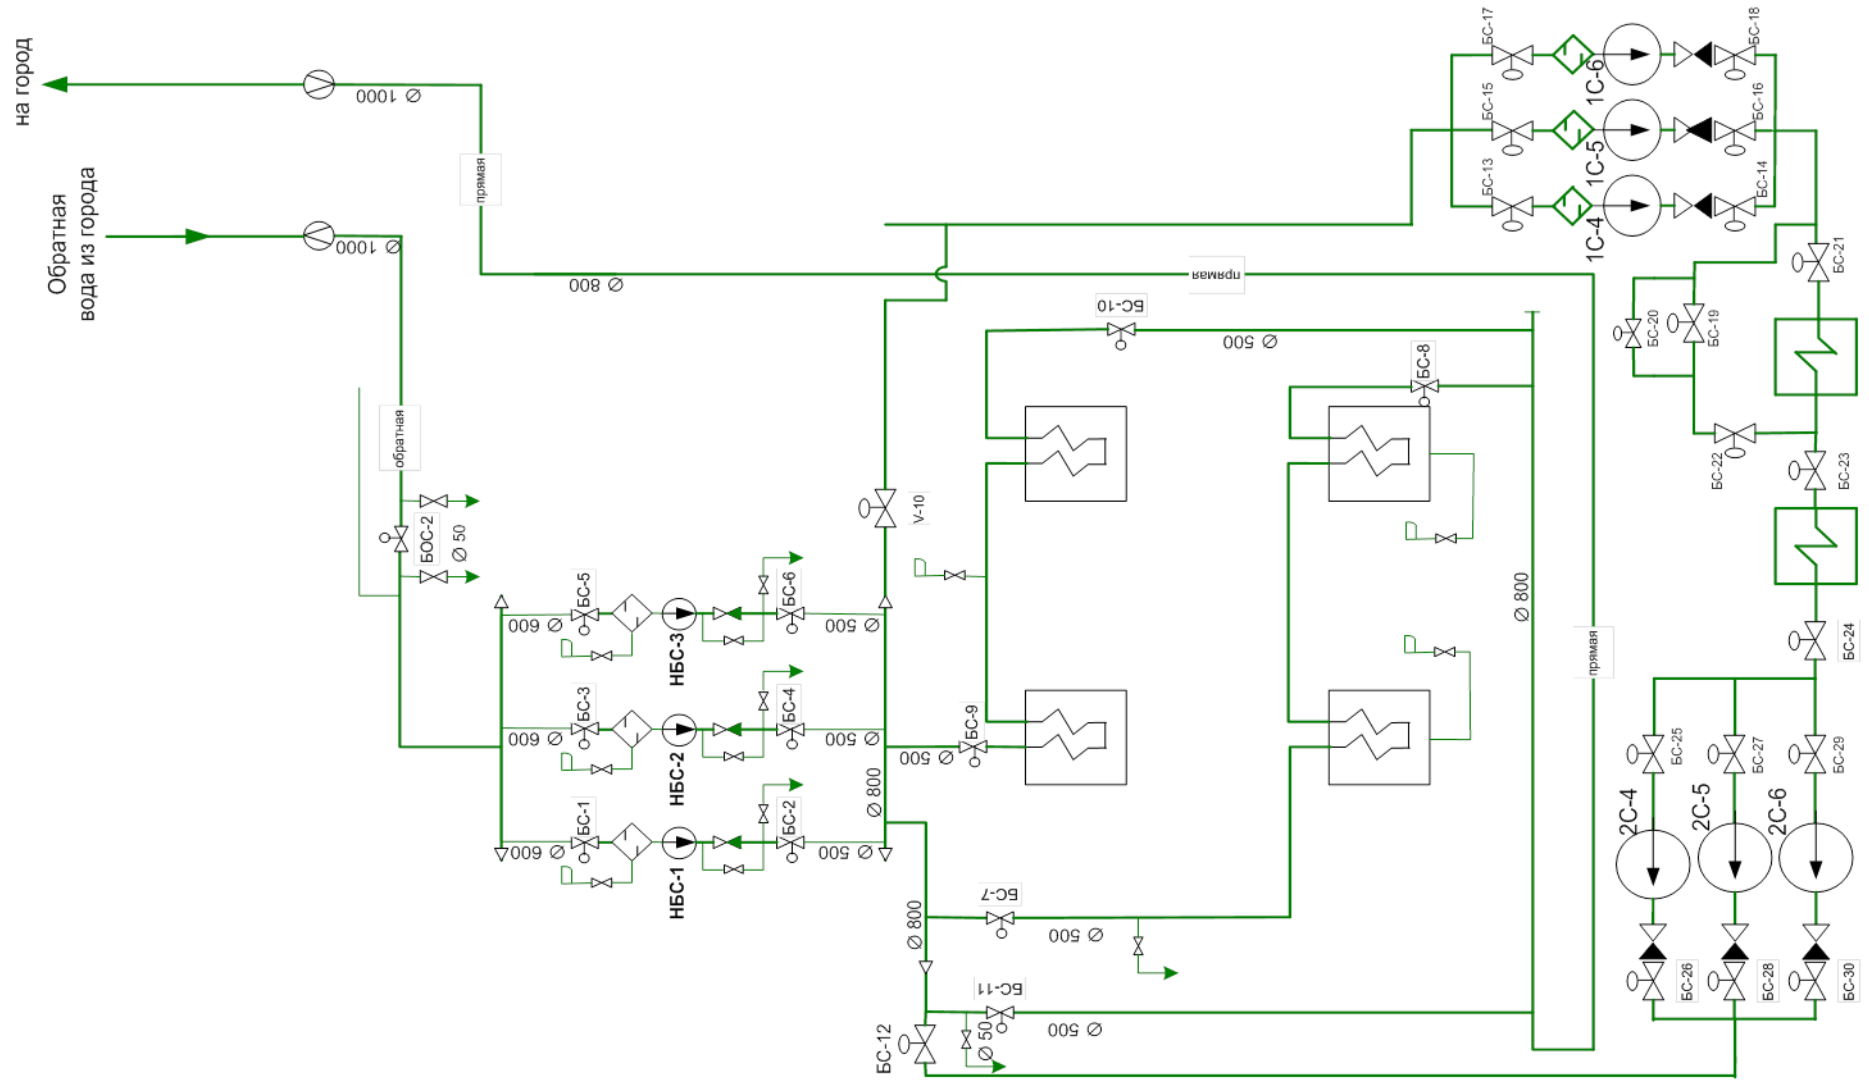 на город
Обратная
вода из города
Ø 1000
Ø 1000
прямая
Ø 800
прямая
обратная
БОС-2
Ø 50
БС-5
БС-6
Ø 600
Ø 500
НБС-3
БС-3
БС-4
Ø 600
Ø 500
НБС-2
БС-1
БС-2
Ø 600
Ø 500
НБС-1
V-10
БС-9
Ø 500
Ø 800
Ø 800
БС-7
Ø 500
БС-11
Ø 500
Ø 50
БС-12
БС-10
Ø 500
БС-8
Ø 800
прямая
БС-17
БС-18
1С-6
БС-15
БС-16
1С-5
БС-13
БС-14
1С-4
БС-21
БС-20
БС-19
БС-22
БС-23
БС-24
БС-25
БС-27
БС-29
2С-4
2С-5
2С-6
БС-26
БС-28
БС-30